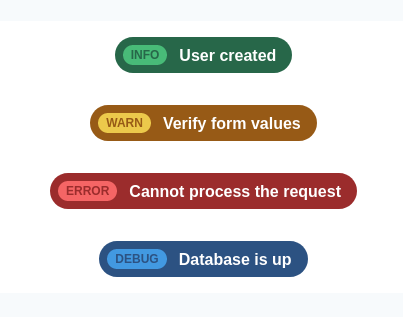 INFO User created
WARN Verify form values
ERROR Cannot process the request
DEBUG Database is up